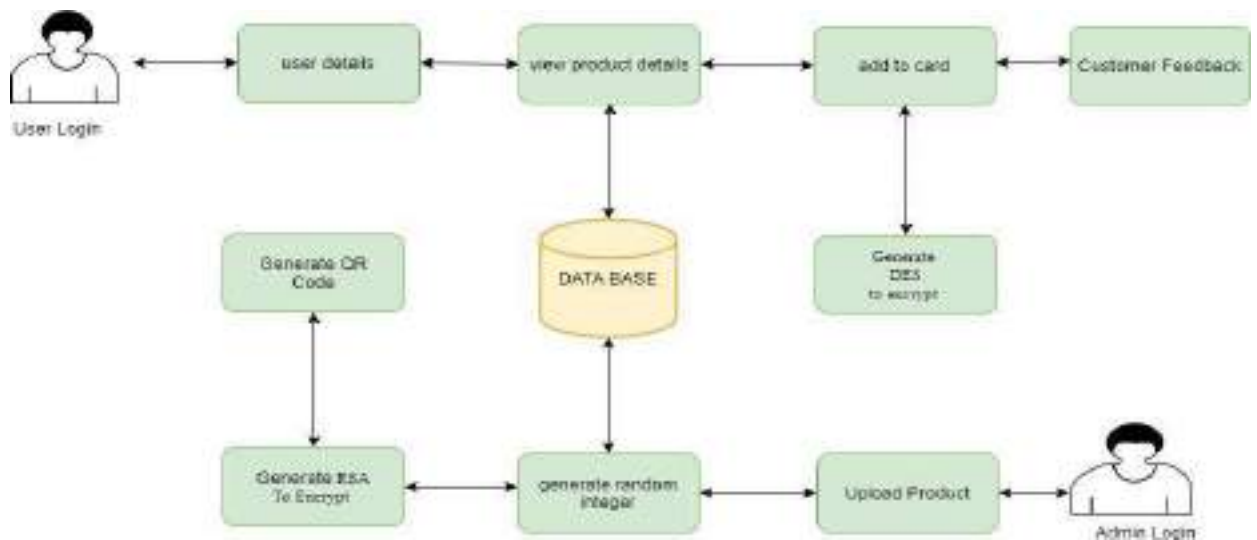 user details
view product details
add to card
Customer Feedback
User Login
Generate QR
Code
DATA BASE
Generate
DES
to encrypt
Generate RSA
To Encrypt
generate random
integer
Upload Product
Admin Login